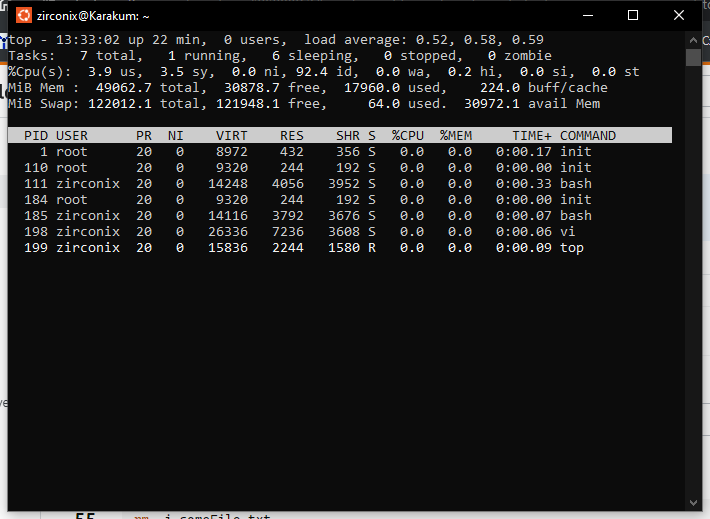 zirconix@Karakum: ~
top - 13:33:02 up 22 min,  0 users,  load average: 0.52, 0.58, 0.59
Tasks:   7 total,   1 running,   6 sleeping,   0 stopped,   0 zombie
%Cpu(s):  3.9 us,  3.5 sy,  0.0 ni, 92.4 id,  0.0 wa,  0.2 hi,  0.0 si,  0.0 st
MiB Mem :  49062.7 total,  30878.7 free,  17960.0 used,    224.0 buff/cache
MiB Swap: 122012.1 total, 121948.1 free,     64.0 used.  30972.1 avail Mem
PID USER      PR  NI    VIRT    RES    SHR S  %CPU  %MEM     TIME+ COMMAND
1 root      20   0    8972    432    356 S   0.0   0.0   0:00.17 init
110 root      20   0    9320    244    192 S   0.0   0.0   0:00.00 init
111 zirconix  20   0   14248   4056   3952 S   0.0   0.0   0:00.33 bash
184 root      20   0    9320    244    192 S   0.0   0.0   0:00.00 init
185 zirconix  20   0   14116   3792   3676 S   0.0   0.0   0:00.07 bash
198 zirconix  20   0   26336   7236   3608 S   0.0   0.0   0:00.06 vi
199 zirconix  20   0   15836   2244   1580 R   0.0   0.0   0:00.09 top